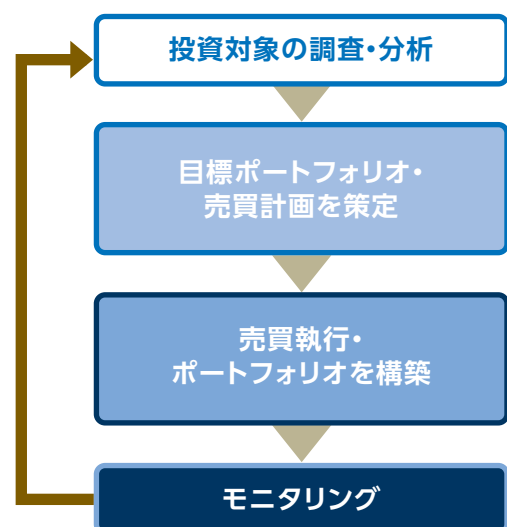 投資対象の調査・分析
目標ポートフォリオ・
売買計画を策定
売買執行・
ポートフォリオを構築
モニタリング